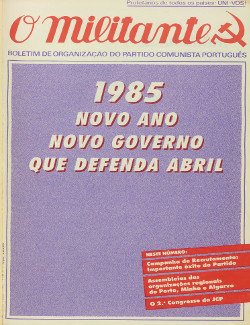 Proletários de todos os países: UNI-VOS!
O Militante
BOLETIM DE ORGANIZAÇÃO DO PARTIDO COMUNISTA PORTUGUÊS
1985
NOVO ANO
NOVO GOVERNO
QUE DEFENDA ABRIL
NESTE NÚMERO:
Campanha de Recrutamento:
importante êxito do Partido
Assembleias das
organizações regionais
do Porto, Minho e Algarve
O 2.º Congresso da JCP